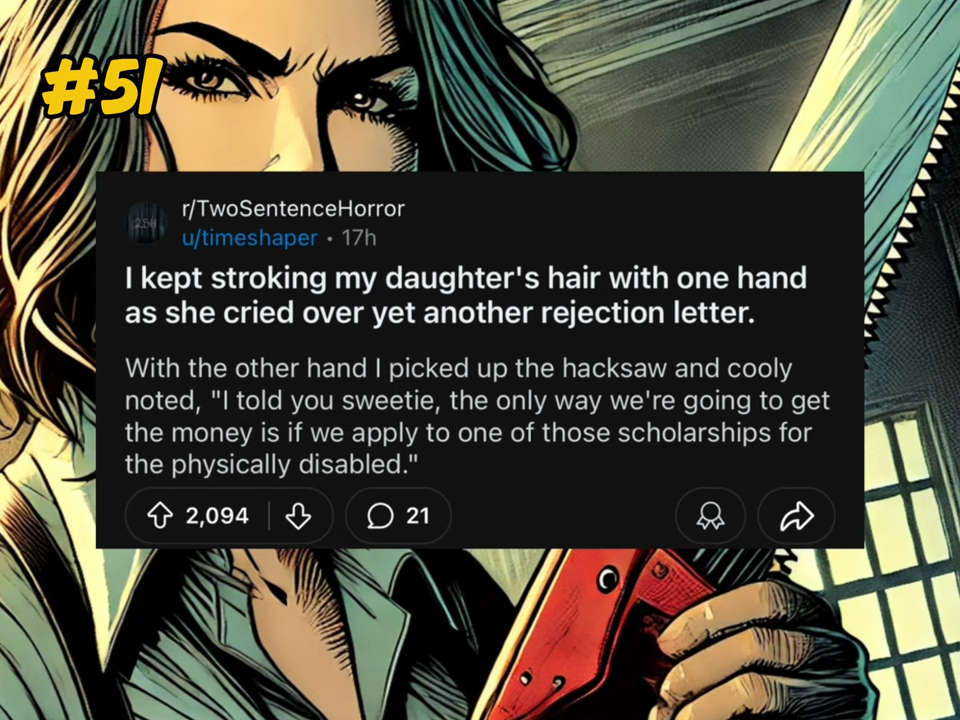 #51
r/TwoSentenceHorror
u/timeshaper • 17h
I kept stroking my daughter's hair with one hand
as she cried over yet another rejection letter.
With the other hand I picked up the hacksaw and cooly
noted, "I told you sweetie, the only way we're going to get
the money is if we apply to one of those scholarships for
the physically disabled."
2,094 21